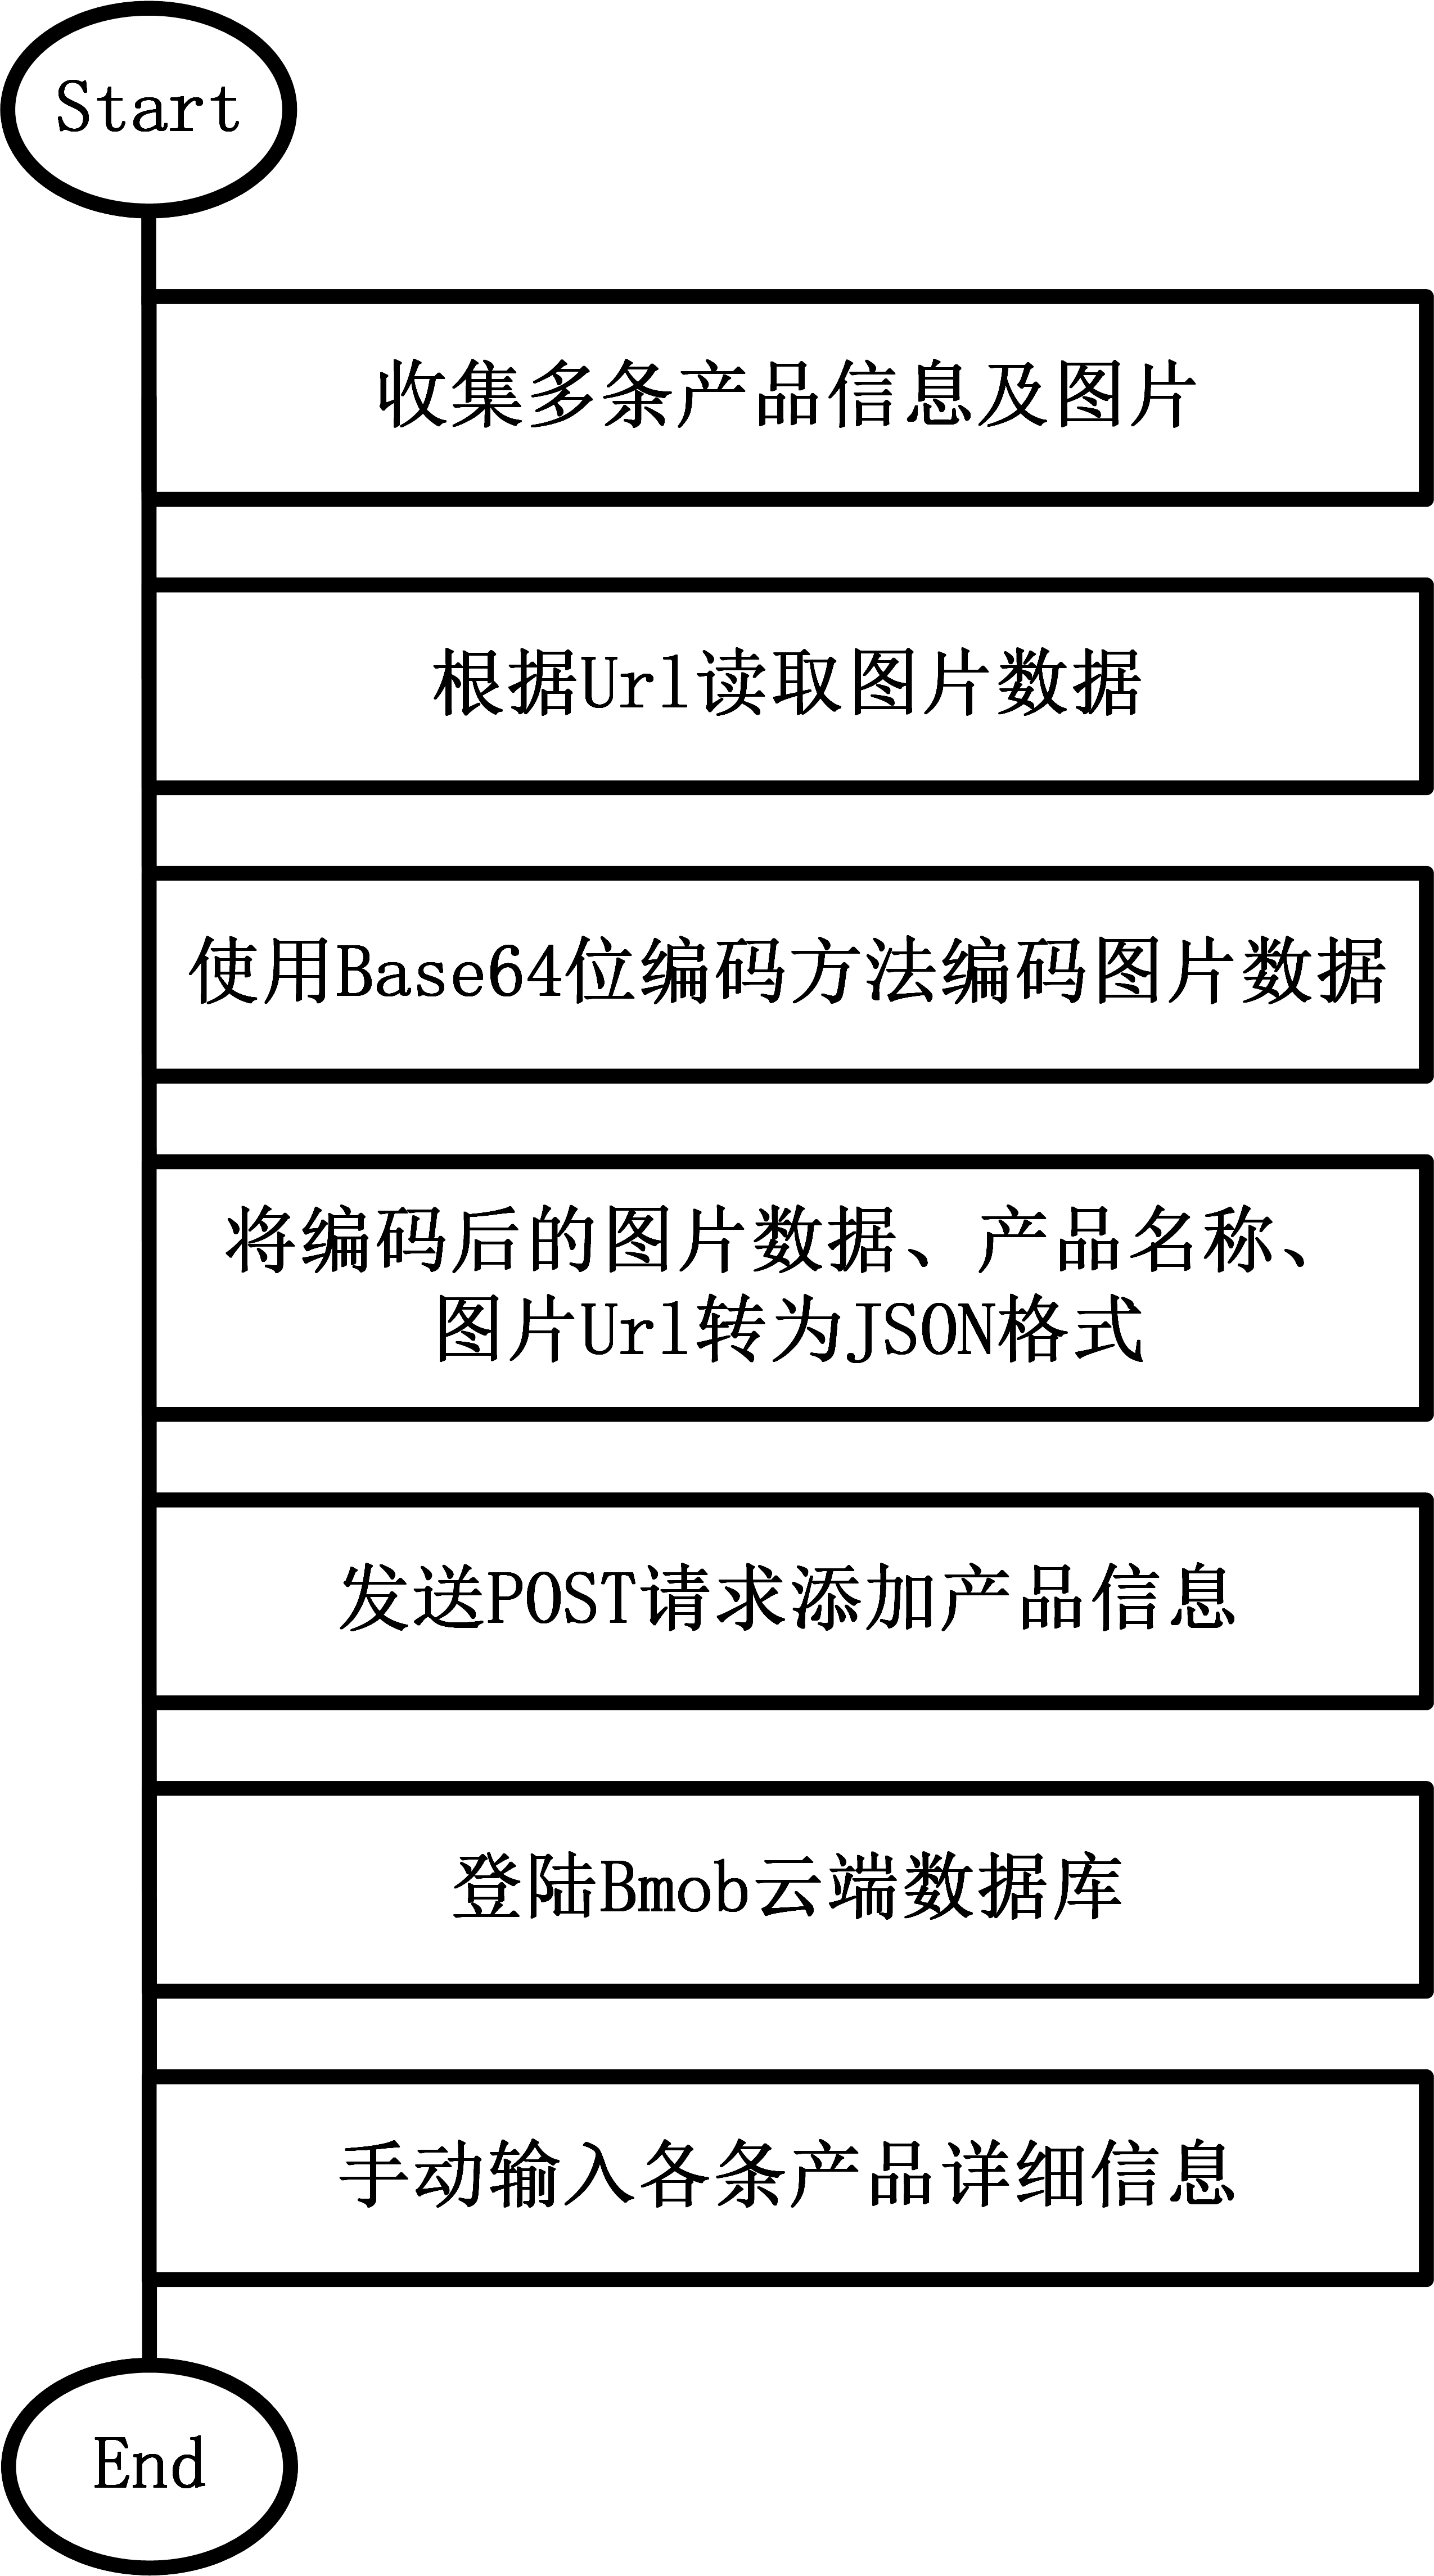 Start
收集多条产品信息及图片
根据Url读取图片数据
使用Base64位编码方法编码图片数据
将编码后的图片数据、产品名称、
图片Url转为JSON格式
发送POST请求添加产品信息
登陆Bmob云端数据库
手动输入各条产品详细信息
End